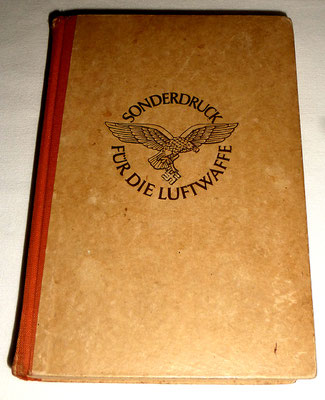 SONDERDRUCK
FÜR DIE LUFTWAFFE